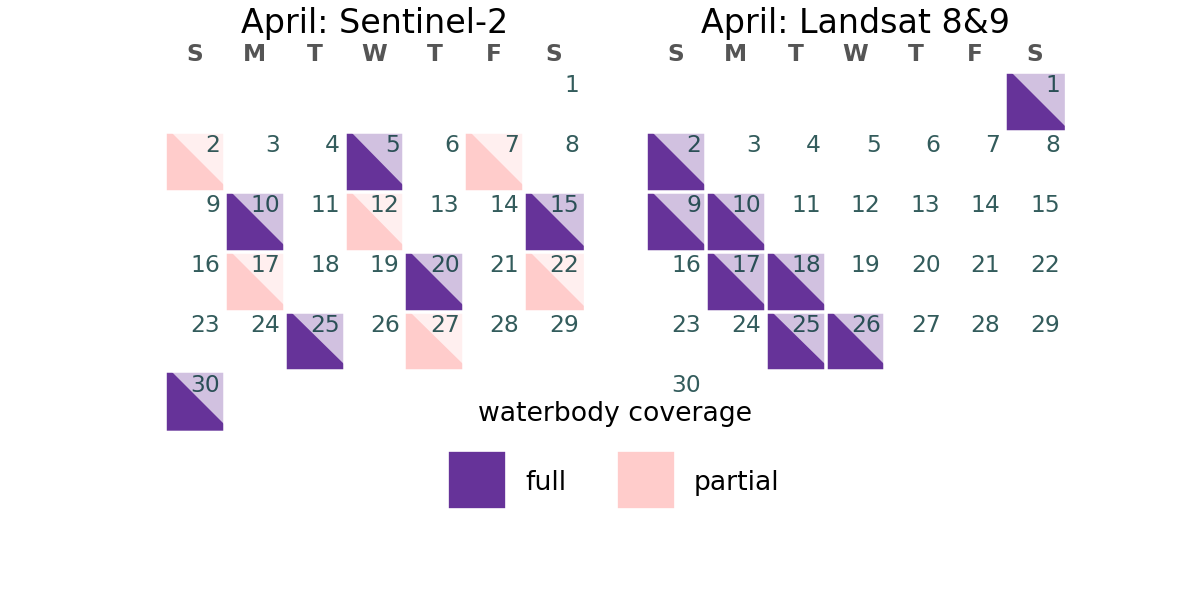 April: Sentinel-2
S M T W T F S
1
2 3 4 5 6 7 8
9 10 11 12 13 14 15
16 17 18 19 20 21 22
23 24 25 26 27 28 29
30
April: Landsat 8&9
S M T W T F S
1
2 3 4 5 6 7 8
9 10 11 12 13 14 15
16 17 18 19 20 21 22
23 24 25 26 27 28 29
30
waterbody coverage
full partial